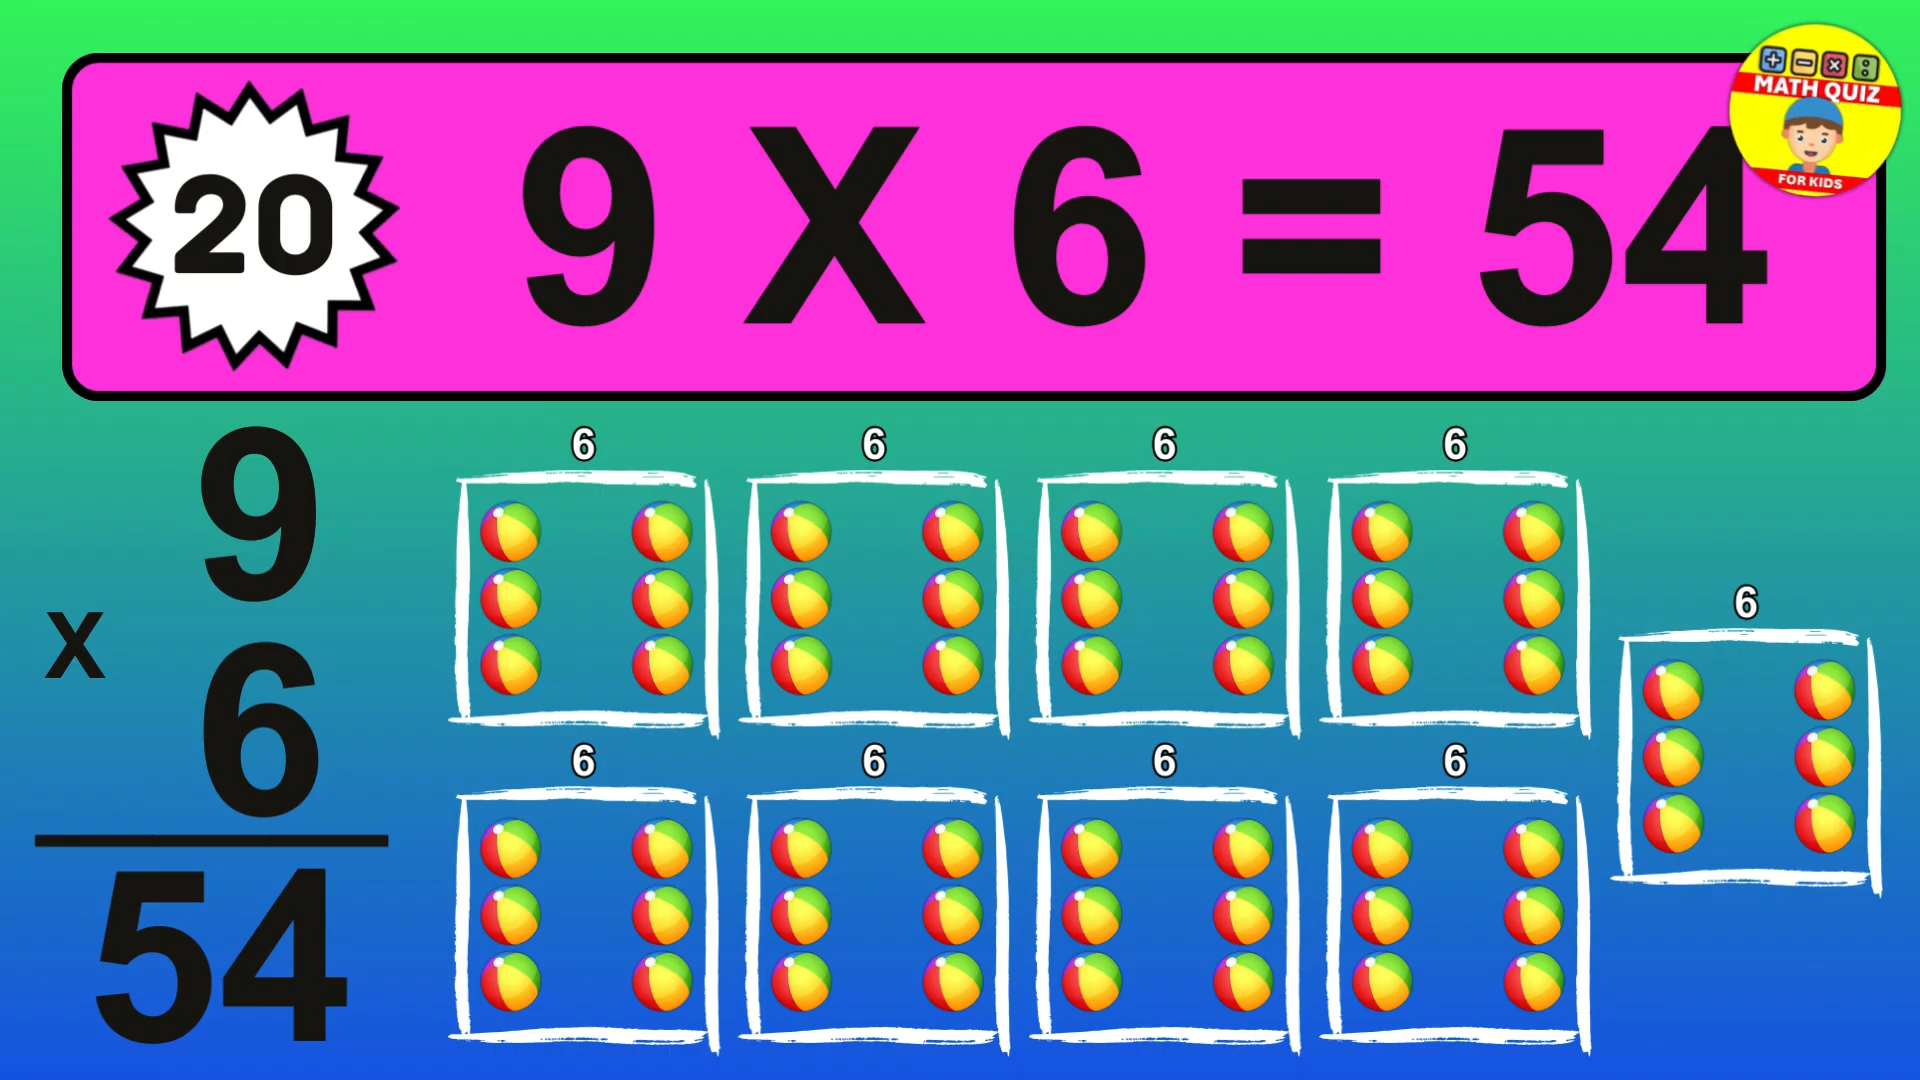 20 9 X 6 = 54
MATH QUIZ
FOR KIDS
9
X
6
54
6 6 6 6
6
6 6 6 6